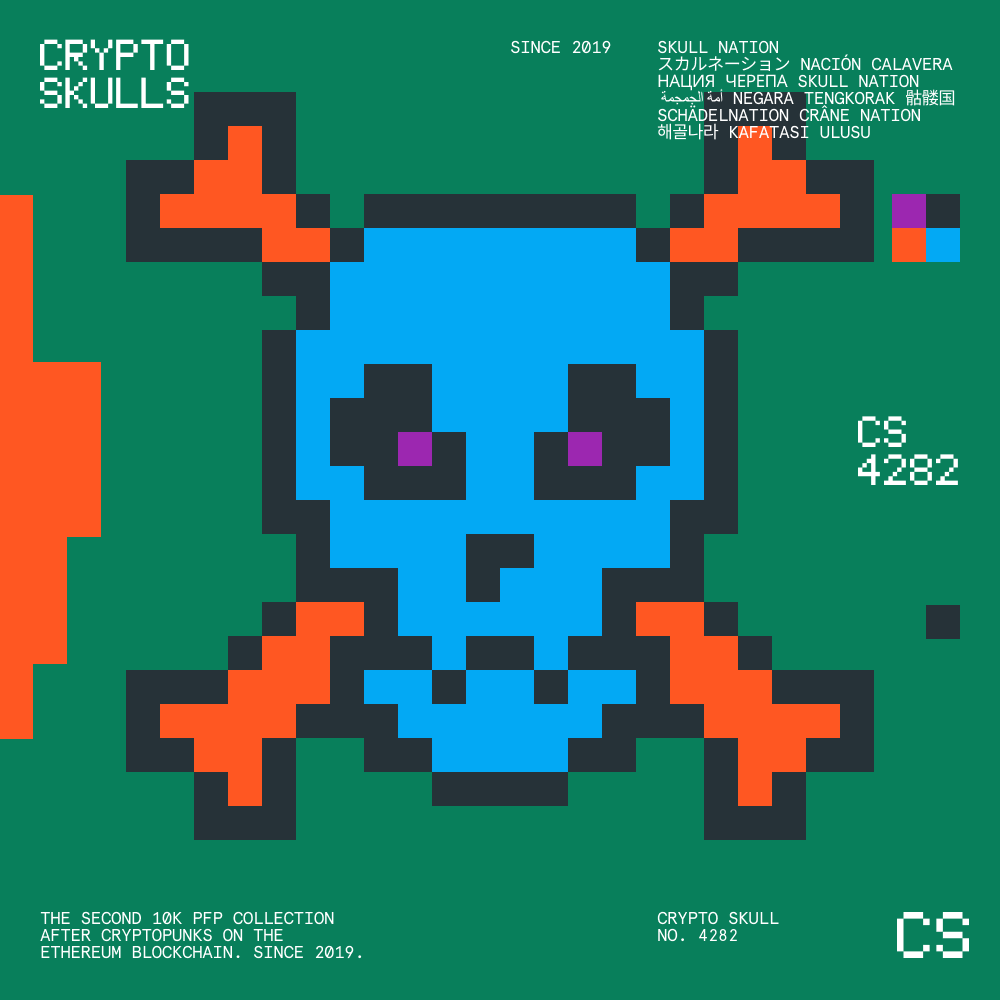 CRYPTO
SKULLS
SINCE 2019
SKULL NATION
スカルネーション NACIÓN CALAVERA
НАЦИЯ ЧЕРЕПА SKULL NATION
أمة الجمجمة NEGARA TENGKORAK 骷髅国
SCHÄDELNATION CRÂNE NATION
해골나라 KAFATASI ULUSU
CS
4282
THE SECOND 10K PFP COLLECTION
AFTER CRYPTOPUNKS ON THE
ETHEREUM BLOCKCHAIN. SINCE 2019.
CRYPTO SKULL
NO. 4282
CS